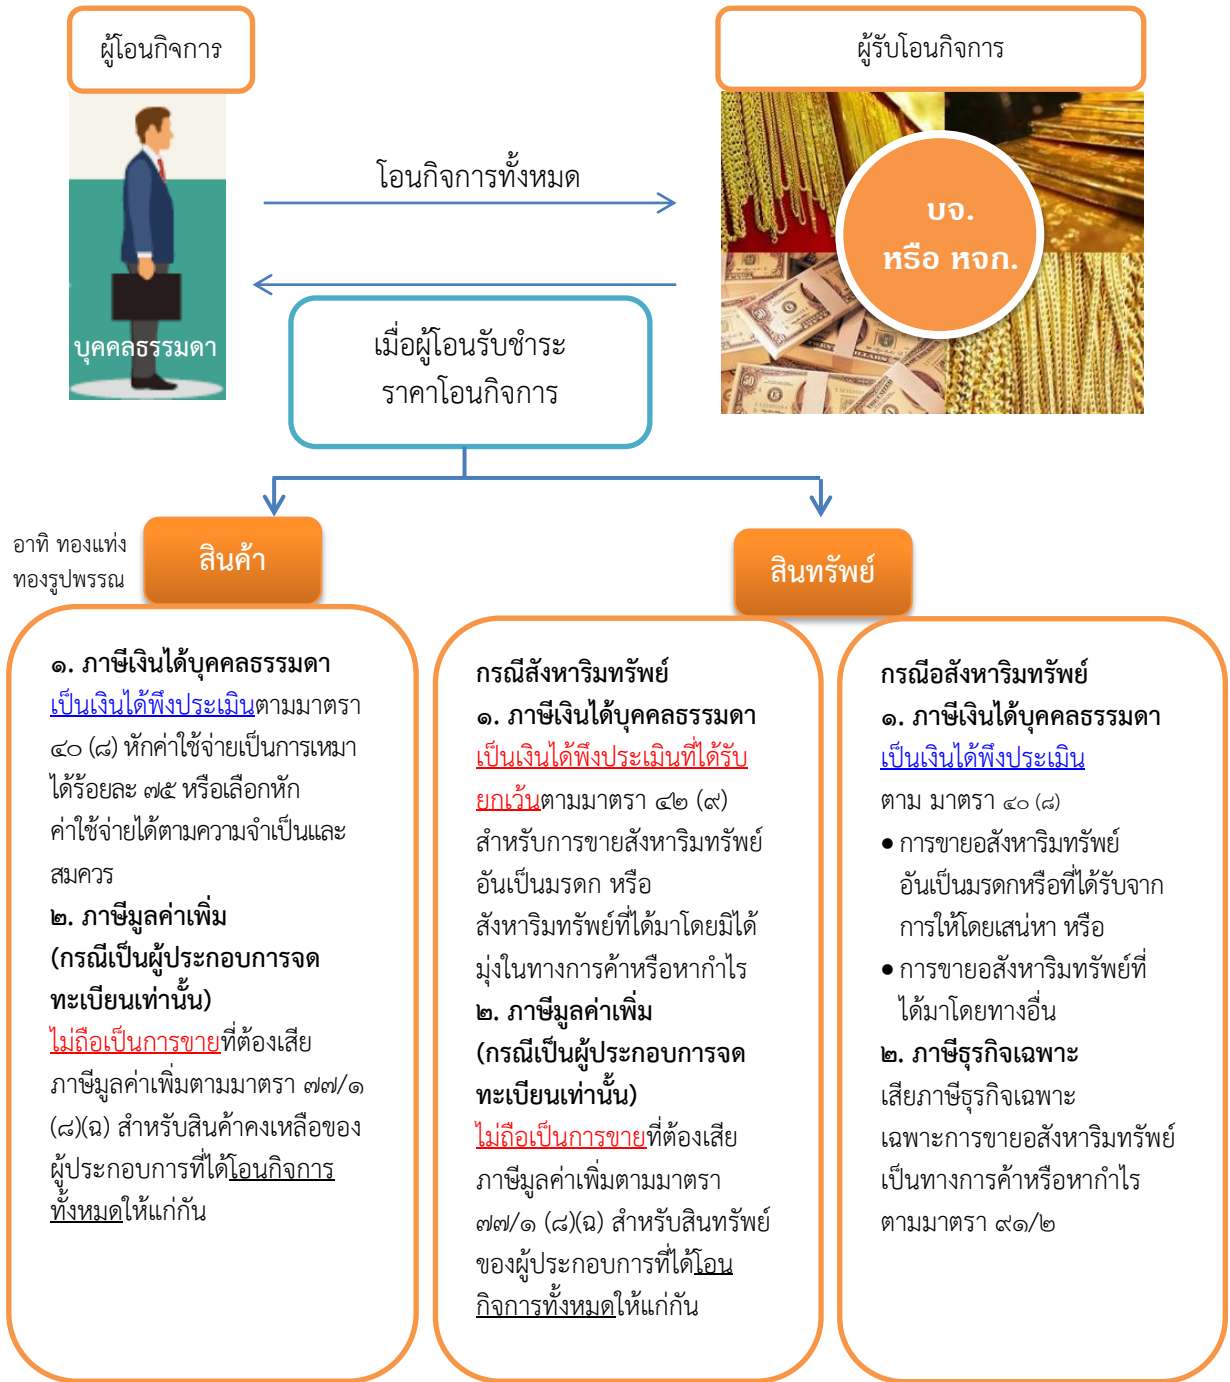 ผู้โอนกิจการ
ผู้รับโอนกิจการ
บุคคลธรรมดา
โอนกิจการทั้งหมด
บจ.
หรือ หจก.
เมื่อผู้โอนรับชำระ
ราคาโอนกิจการ
อาทิ ทองแท่ง
ทองรูปพรรณ
สินค้า
สินทรัพย์
๑. ภาษีเงินได้บุคคลธรรมดา
เป็นเงินได้พึงประเมินตามมาตรา
๔๐ (๘) หักค่าใช้จ่ายเป็นการเหมา
ได้ร้อยละ ๗๕ หรือเลือกหัก
ค่าใช้จ่ายได้ตามความจำเป็นและ
สมควร
๒. ภาษีมูลค่าเพิ่ม
(กรณีเป็นผู้ประกอบการจด
ทะเบียนเท่านั้น)
ไม่ถือเป็นการขายที่ต้องเสีย
ภาษีมูลค่าเพิ่มตามมาตรา ๗๗/๑
(๘)(ฉ) สำหรับสินค้าคงเหลือของ
ผู้ประกอบการที่ได้โอนกิจการ
ทั้งหมดให้แก่กัน
กรณีสังหาริมทรัพย์
๑. ภาษีเงินได้บุคคลธรรมดา
เป็นเงินได้พึงประเมินที่ได้รับ
ยกเว้นตามมาตรา ๔๒ (๙)
สำหรับการขายสังหาริมทรัพย์
อันเป็นมรดก หรือ
สังหาริมทรัพย์ที่ได้มาโดยมิได้
มุ่งในทางการค้าหรือหากำไร
๒. ภาษีมูลค่าเพิ่ม
(กรณีเป็นผู้ประกอบการจด
ทะเบียนเท่านั้น)
ไม่ถือเป็นการขายที่ต้องเสีย
ภาษีมูลค่าเพิ่มตามมาตรา
๗๗/๑ (๘)(ฉ) สำหรับสินทรัพย์
ของผู้ประกอบการที่ได้โอน
กิจการทั้งหมดให้แก่กัน
กรณีอสังหาริมทรัพย์
๑. ภาษีเงินได้บุคคลธรรมดา
เป็นเงินได้พึงประเมิน
ตาม มาตรา ๔๐ (๘)
• การขายอสังหาริมทรัพย์
อันเป็นมรดกหรือที่ได้รับจาก
การให้โดยเสน่หา หรือ
• การขายอสังหาริมทรัพย์ที่
ได้มาโดยทางอื่น
๒. ภาษีธุรกิจเฉพาะ
เสียภาษีธุรกิจเฉพาะ
เฉพาะการขายอสังหาริมทรัพย์
เป็นทางการค้าหรือหากำไร
ตามมาตรา ๙๑/๒